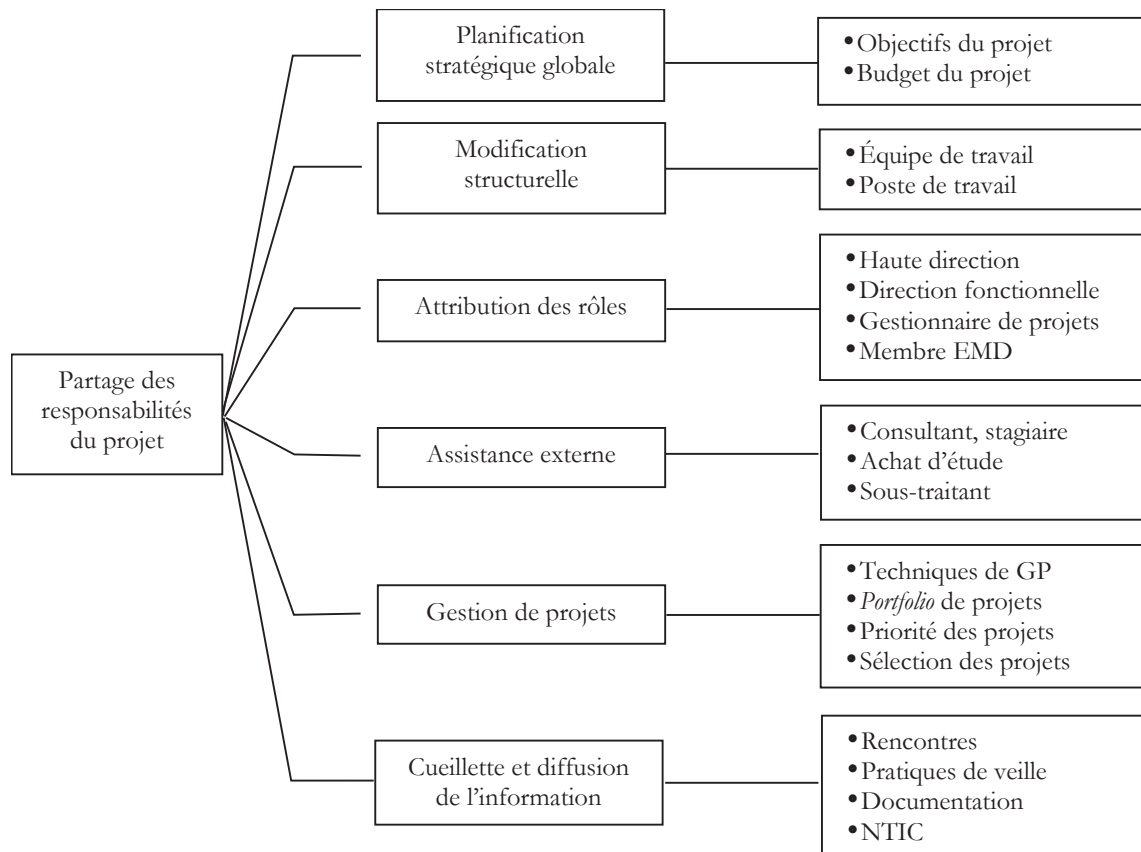 Planification
stratégique globale
• Objectifs du projet
• Budget du projet
Modification
structurelle
• Équipe de travail
• Poste de travail
Attribution des rôles
• Haute direction
• Direction fonctionnelle
• Gestionnaire de projets
• Membre EMD
Partage des
responsabilités
du projet
Assistance externe
• Consultant, stagiaire
• Achat d’étude
• Sous-traitant
Gestion de projets
• Techniques de GP
• Portfolio de projets
• Priorité des projets
• Sélection des projets
Cueillette et diffusion
de l’information
• Rencontres
• Pratiques de veille
• Documentation
• NTIC